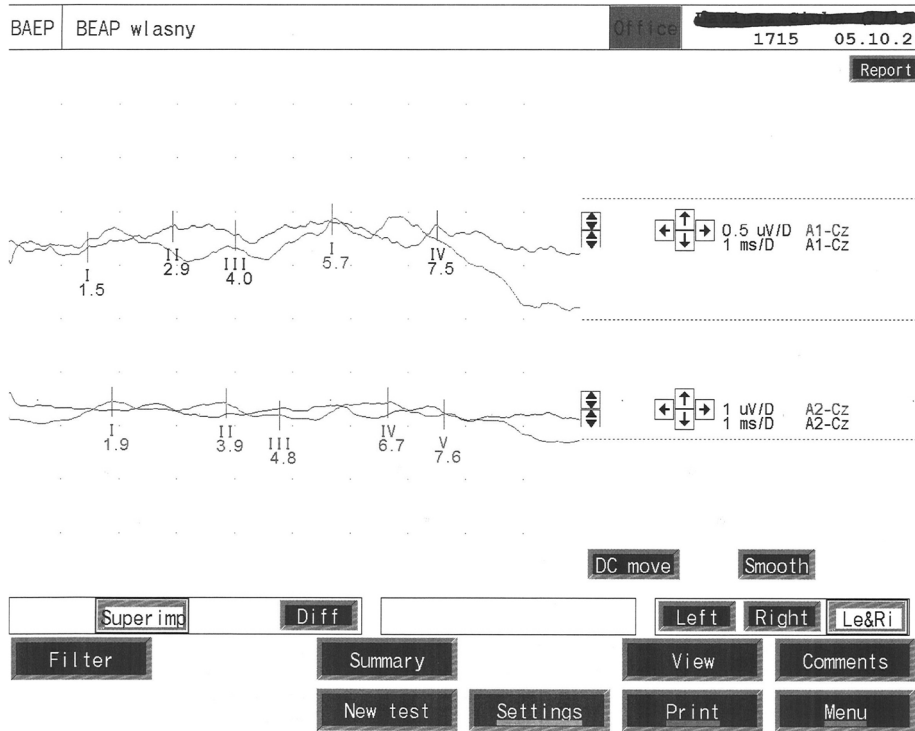 BAEP BEAP wlasny Office
1715 05.10.2
Report
I
1.5
II
2.9
III
4.0
I
5.7
IV
7.5
0.5 uV/D A1-Cz
1 ms/D A1-Cz
I
1.9
II
3.9
III
4.8
IV
6.7
V
7.6
1 uV/D A2-Cz
1 ms/D A2-Cz
DC move Smooth
Superimp Diff Left Right Le&Ri
Filter Summary View Comments
New test Settings Print Menu